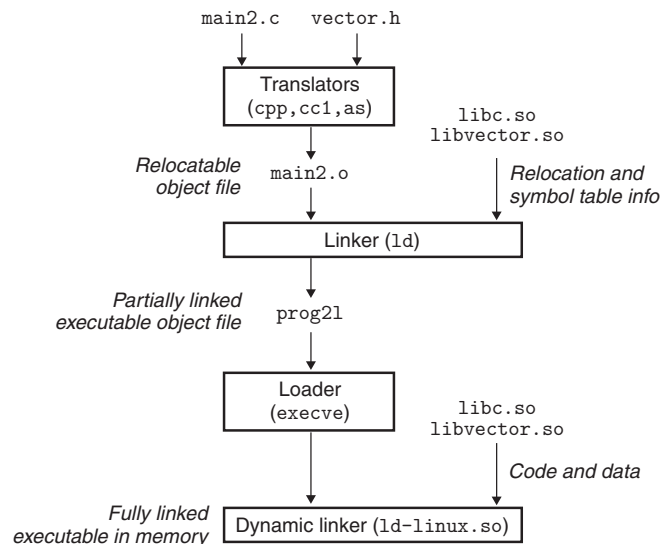 main2.c vector.h
Translators
(cpp,cc1,as)
libc.so
libvector.so
Relocatable
object file
main2.o
Relocation and
symbol table info
Linker (ld)
Partially linked
executable object file
prog2l
Loader
(execve)
libc.so
libvector.so
Code and data
Fully linked
executable in memory
Dynamic linker (ld-linux.so)